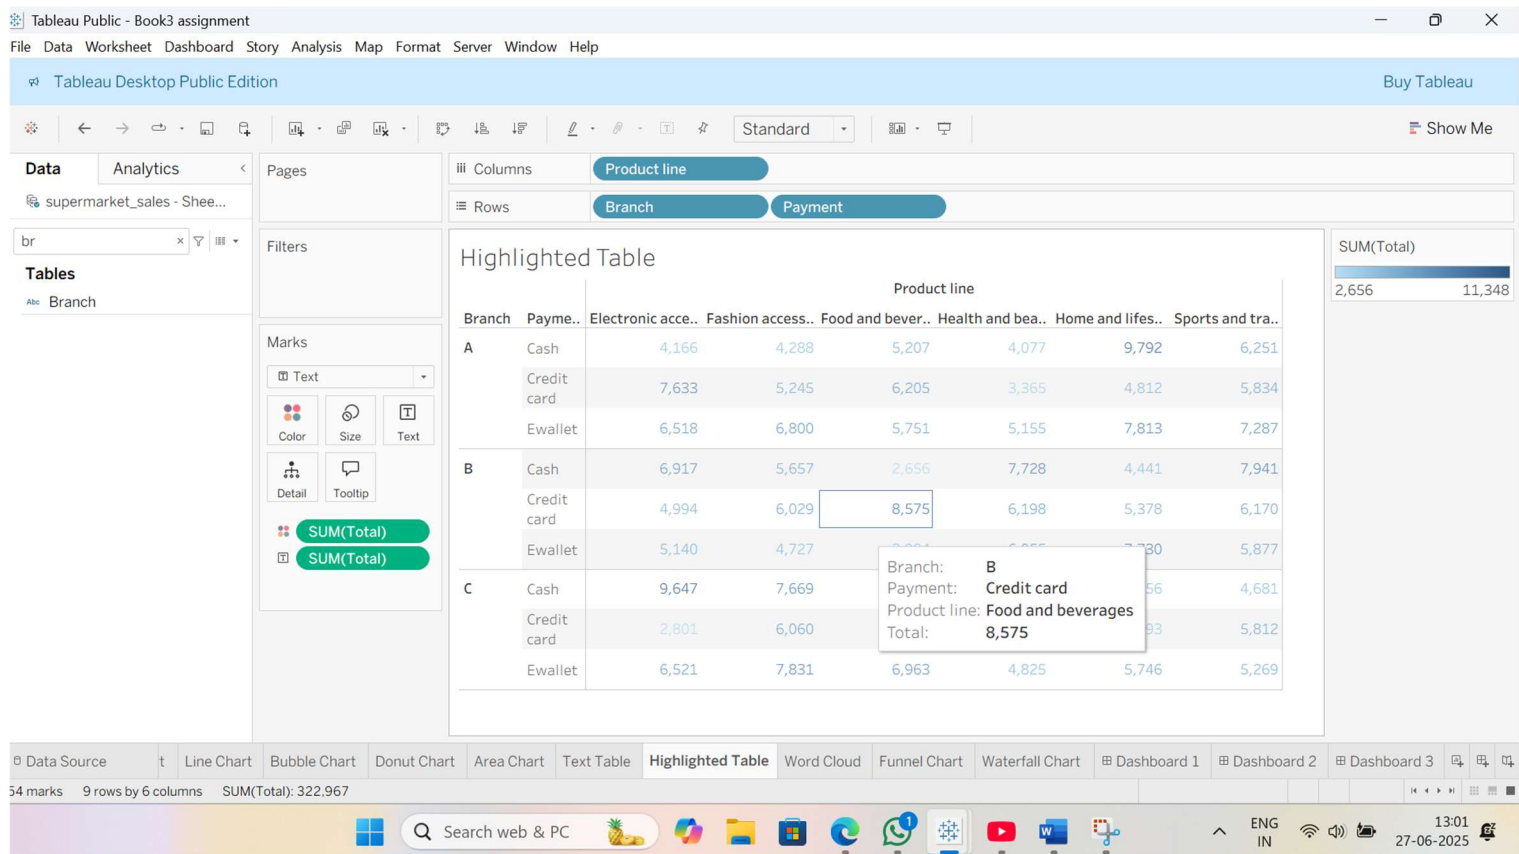 Tableau Public - Book3 assignment
File Data Worksheet Dashboard Story Analysis Map Format Server Window Help
Tableau Desktop Public Edition Buy Tableau
Standard Show Me
Data Analytics Pages Columns Product line
supermarket_sales - Shee... Rows Branch Payment
br Filters Highlighted Table SUM(Total)
Tables Product line 2,656 11,348
Abc Branch Branch Payme.. Electronic acce.. Fashion access.. Food and bever.. Health and bea.. Home and lifes.. Sports and tra..
Marks A Cash 4,166 4,288 5,207 4,077 9,792 6,251
Text Credit card 7,633 5,245 6,205 3,365 4,812 5,834
Color Size Text Ewallet 6,518 6,800 5,751 5,155 7,813 7,287
B Cash 6,917 5,657 2,656 7,728 4,441 7,941
Detail Tooltip Credit card 4,994 6,029 8,575 6,198 5,378 6,170
SUM(Total) Ewallet 5,140 4,727 5,877
SUM(Total)
Branch: B
Payment: Credit card
Product line: Food and beverages
Total: 8,575
C Cash 9,647 7,669 4,681
Credit card 2,801 6,060 5,812
Ewallet 6,521 7,831 6,963 4,825 5,746 5,269
Data Source t Line Chart Bubble Chart Donut Chart Area Chart Text Table Highlighted Table Word Cloud Funnel Chart Waterfall Chart Dashboard 1 Dashboard 2 Dashboard 3
54 marks 9 rows by 6 columns SUM(Total): 322,967
Search web & PC 1 ENG IN 13:01 27-06-2025